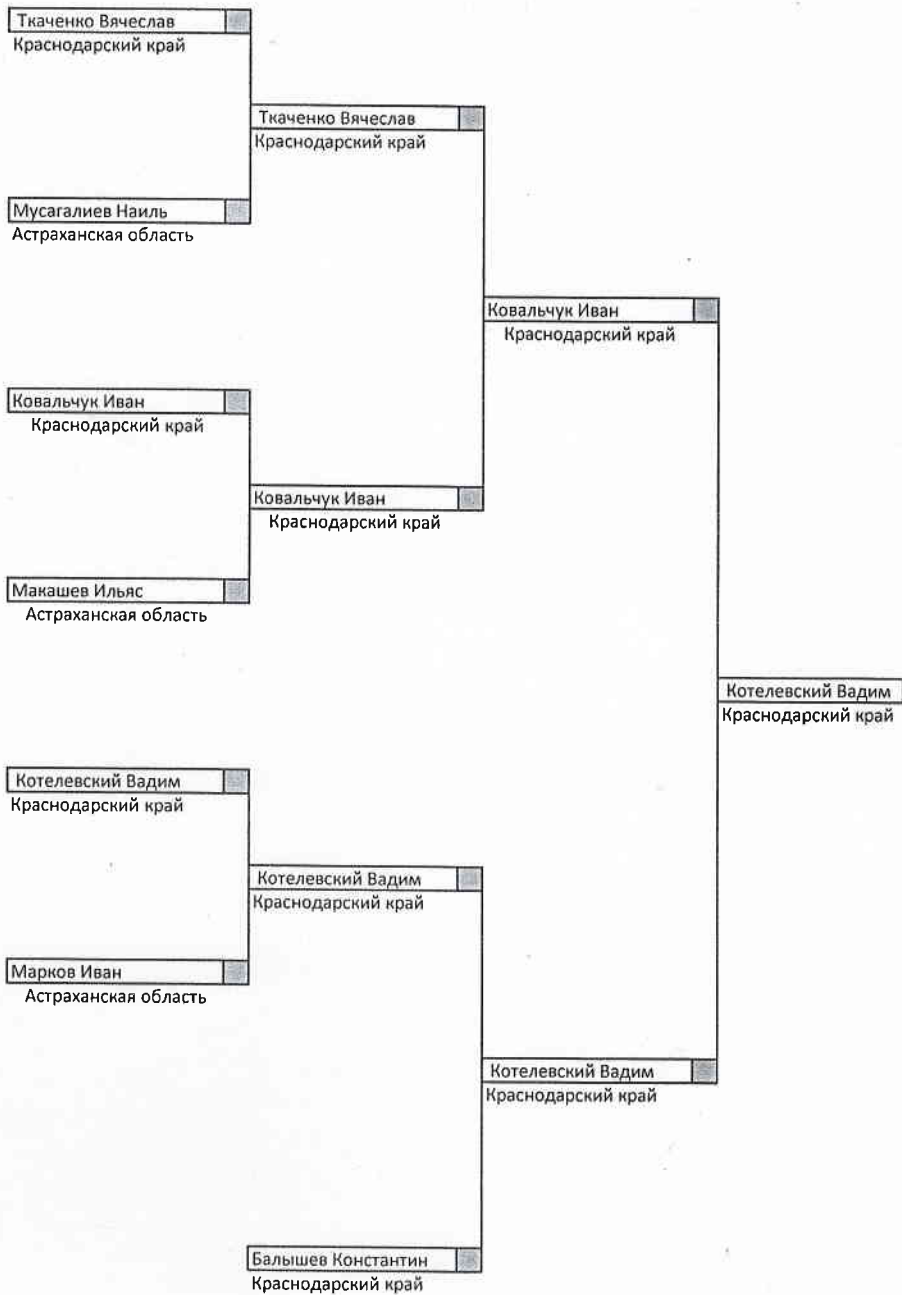 Ткаченко Вячеслав
Краснодарский край
Ткаченко Вячеслав
Краснодарский край
Мусагалиев Наиль
Астраханская область
Ковальчук Иван
Краснодарский край
Ковальчук Иван
Краснодарский край
Ковальчук Иван
Краснодарский край
Макашев Ильяс
Астраханская область
Котелевский Вадим
Краснодарский край
Котелевский Вадим
Краснодарский край
Котелевский Вадим
Краснодарский край
Марков Иван
Астраханская область
Котелевский Вадим
Краснодарский край
Балышев Константин
Краснодарский край